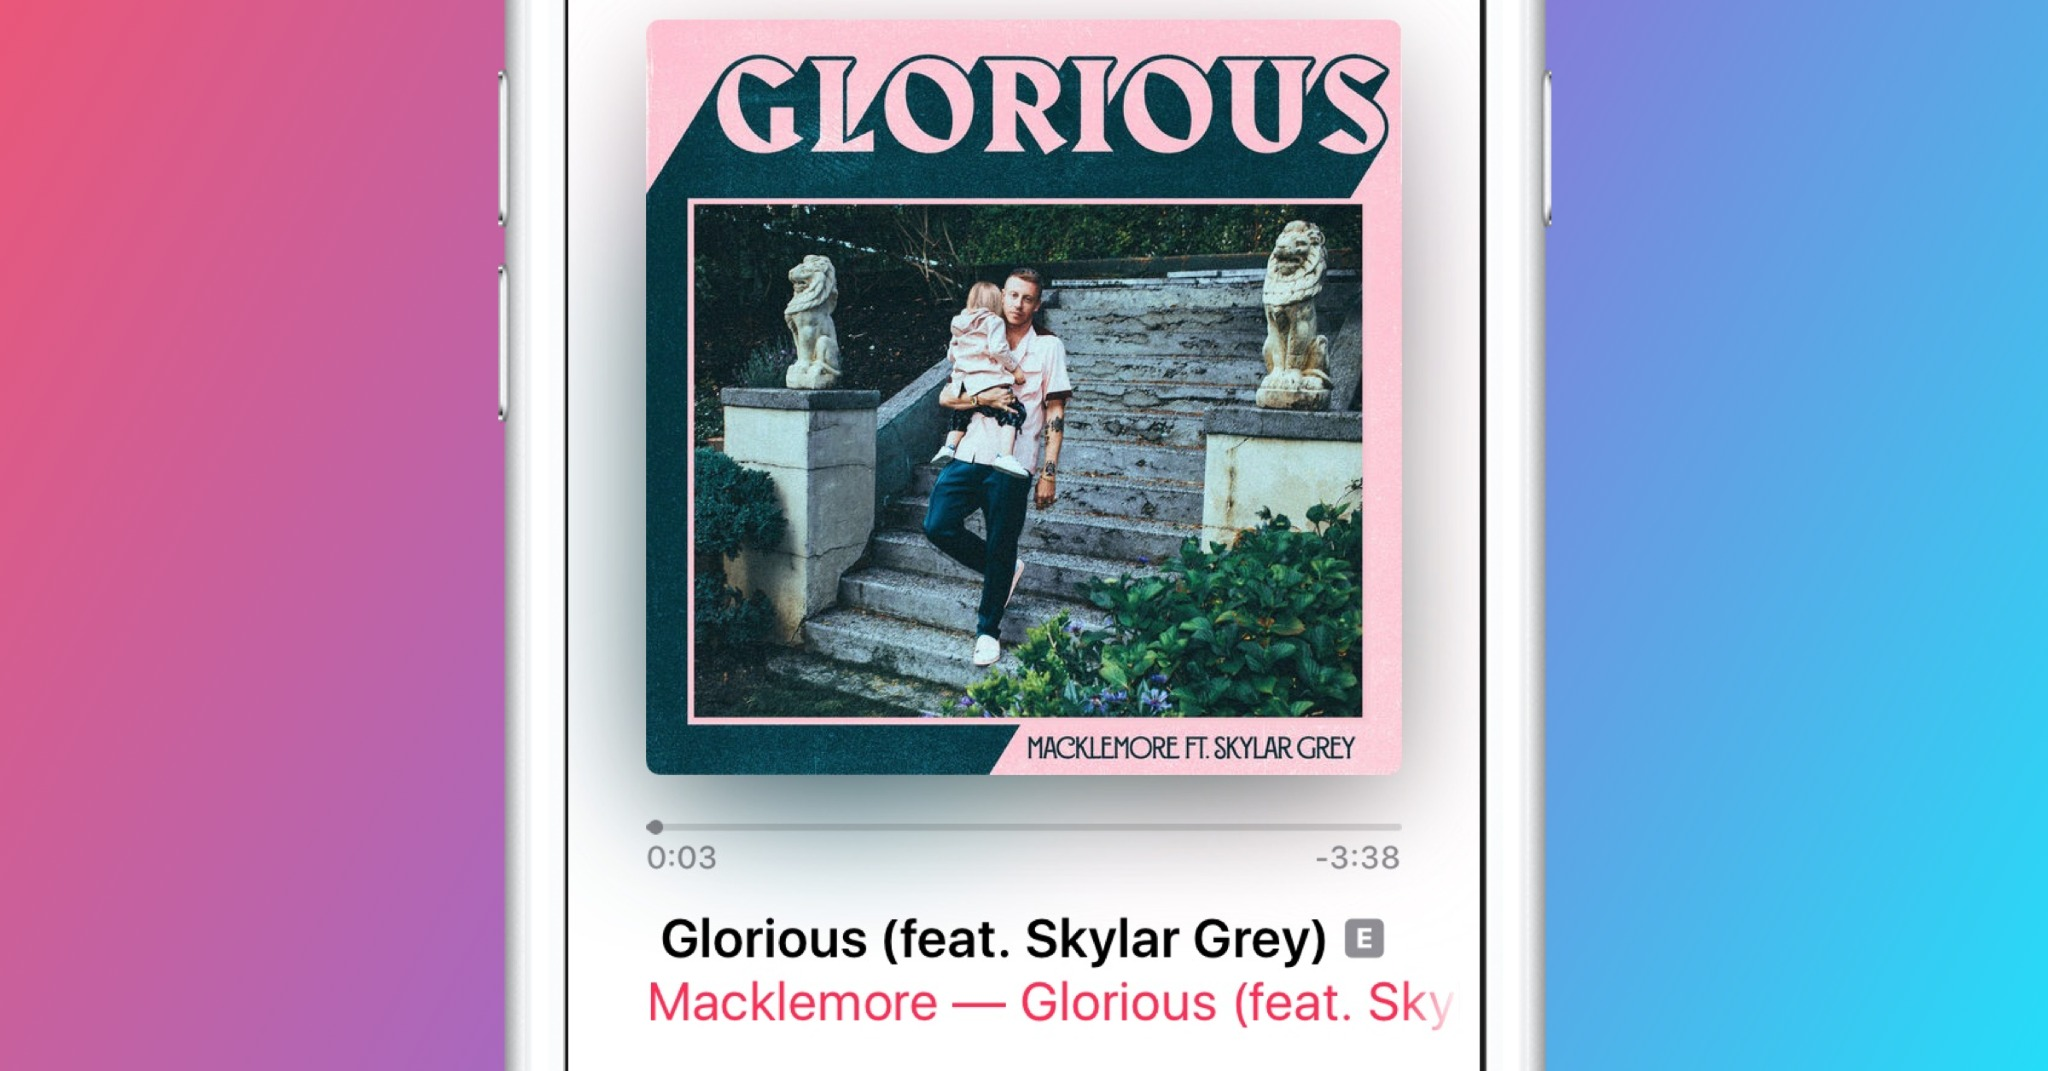 GLORIOUS
MACKLEMORE FT. SKYLAR GREY
0:03
-3:38
Glorious (feat. Skylar Grey) E
Macklemore — Glorious (feat. Sky